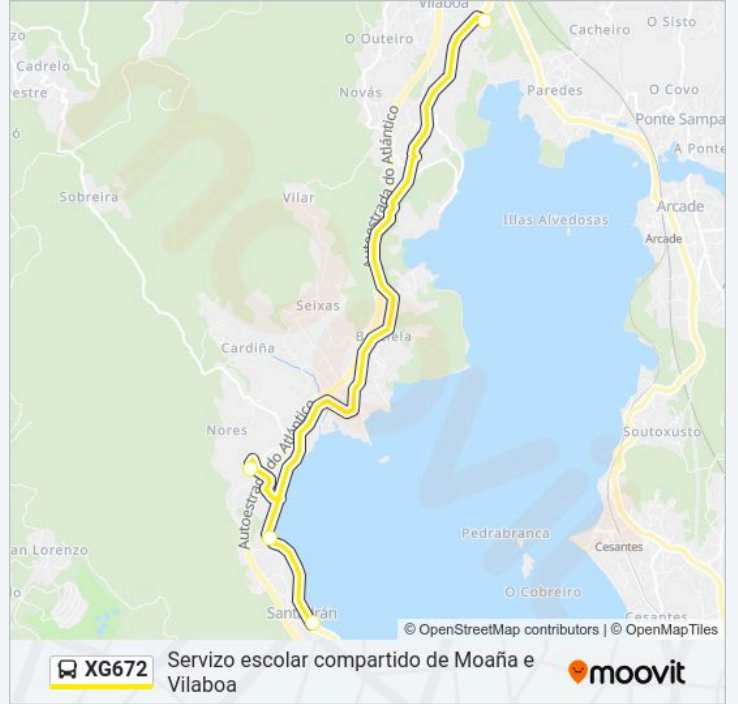 Vilaboa
O Sisto
Cacheiro
O Outeiro
Cadrelo
Novás
Paredes
O Covo
Ponte Sampa
A Ponte
Autoestrada do Atlántico
Sobreira
Vilar
Illas Alvedosas
Arcade
Arcade
Seixas
Cardiña
Nores
Autoestrada do Atlántico
Soutoxusto
an Lorenzo
Pedrabranca
Cesantes
O Cobreiro
Cesantes
© OpenStreetMap contributors | © OpenMapTiles
XG672
Servizo escolar compartido de Moaña e
Vilaboa
moovit